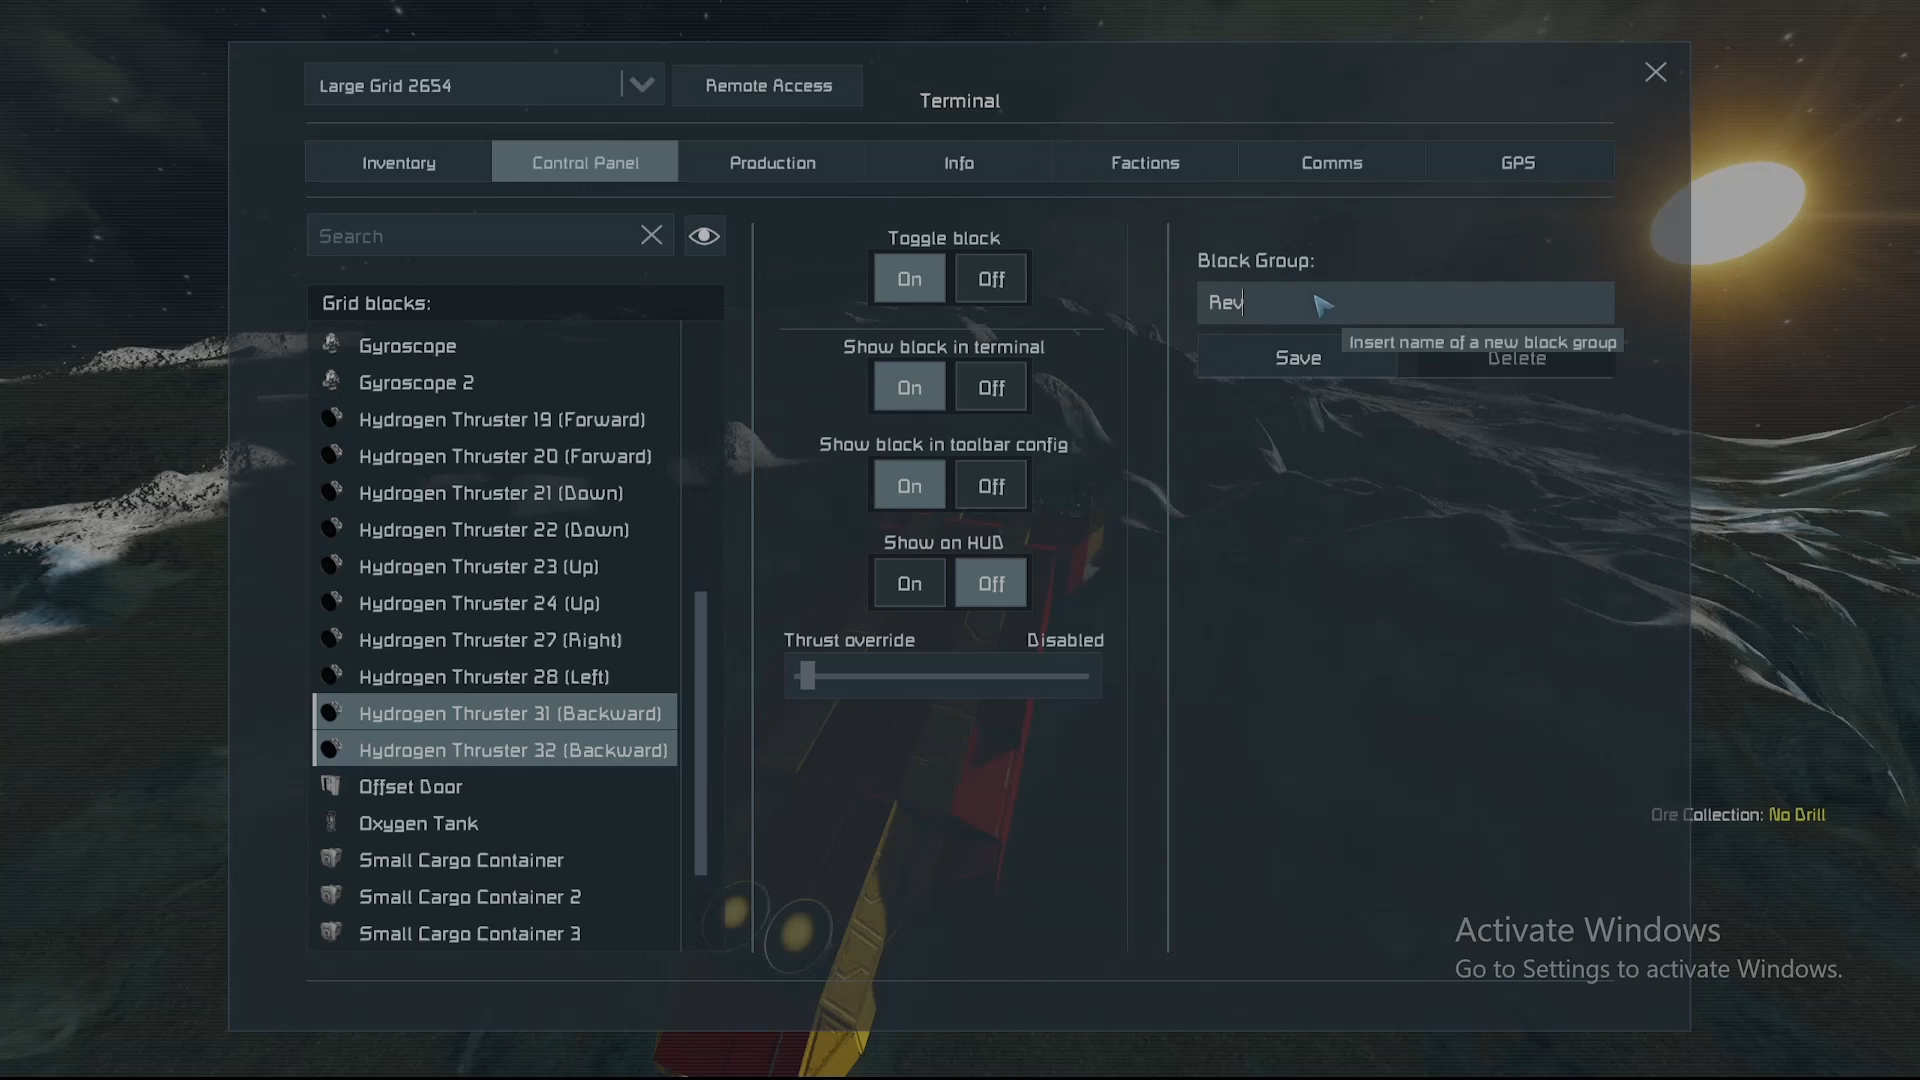 Large Grid 2654
Remote Access
Terminal
Inventory
Control Panel
Production
Info
Factions
Comms
GPS
Search
Grid blocks:
Gyroscope
Gyroscope 2
Hydrogen Thruster 19 (Forward)
Hydrogen Thruster 20 (Forward)
Hydrogen Thruster 21 (Down)
Hydrogen Thruster 22 (Down)
Hydrogen Thruster 23 (Up)
Hydrogen Thruster 24 (Up)
Hydrogen Thruster 27 (Right)
Hydrogen Thruster 28 (Left)
Hydrogen Thruster 31 (Backward)
Hydrogen Thruster 32 (Backward)
Offset Door
Oxygen Tank
Small Cargo Container
Small Cargo Container 2
Small Cargo Container 3
Toggle block
On Off
Show block in terminal
On Off
Show block in toolbar config
On Off
Show on HUD
On Off
Thrust override Disabled
Block Group:
Rev
Insert name of a new block group
Save Delete
Ore Collection: No Drill
Activate Windows
Go to Settings to activate Windows.